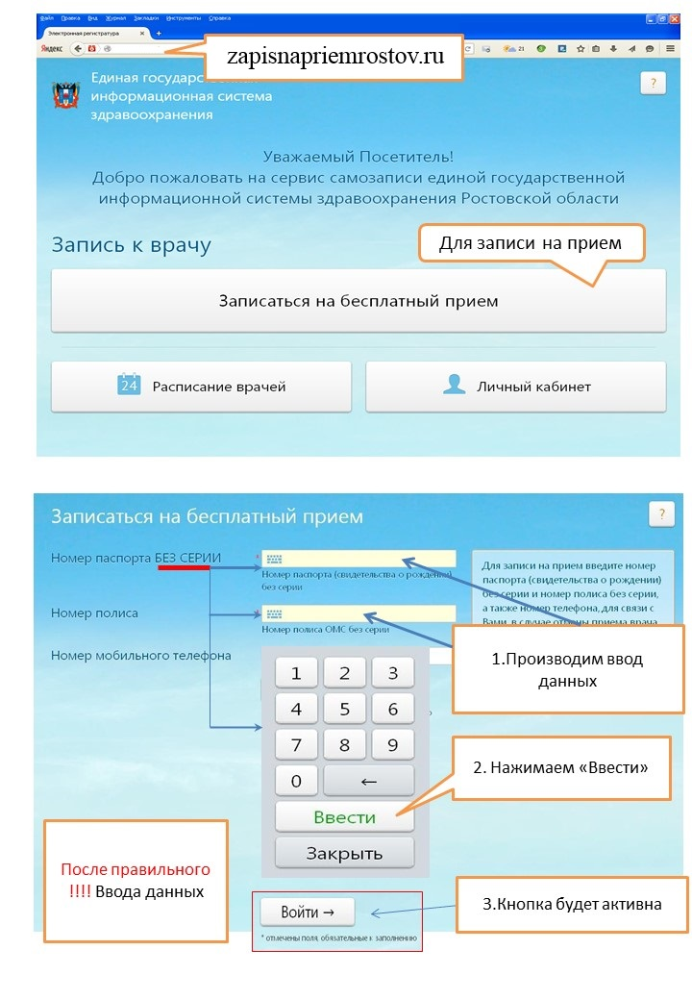 Файл Правка Вид Журнал Закладки Инструменты Справка
Электронная регистратура × +
Яндекс
21
zapisnapriemrostov.ru
Единая государственная
информационная система
здравоохранения
?
Уважаемый Посетитель!
Добро пожаловать на сервис самозаписи единой государственной
информационной системы здравоохранения Ростовской области
Запись к врачу
Для записи на прием
Записаться на бесплатный прием
24 Расписание врачей
Личный кабинет
Записаться на бесплатный прием
?
Номер паспорта БЕЗ СЕРИИ
*
Номер паспорта (свидетельства о рождении)
без серии
Номер полиса
Номер полиса ОМС без серии
Номер мобильного телефона
Для записи на прием введите номер
паспорта (свидетельства о рождении)
без серии и номер полиса без серии,
а также номер телефона, для связи с
Вами, в случае отмены приема врача
1.Производим ввод
данных
1 2 3
4 5 6
7 8 9
0 ←
Ввести
Закрыть
2. Нажимаем «Ввести»
После правильного
!!!! Ввода данных
Войти →
* отмечены поля, обязательные к заполнению
3.Кнопка будет активна